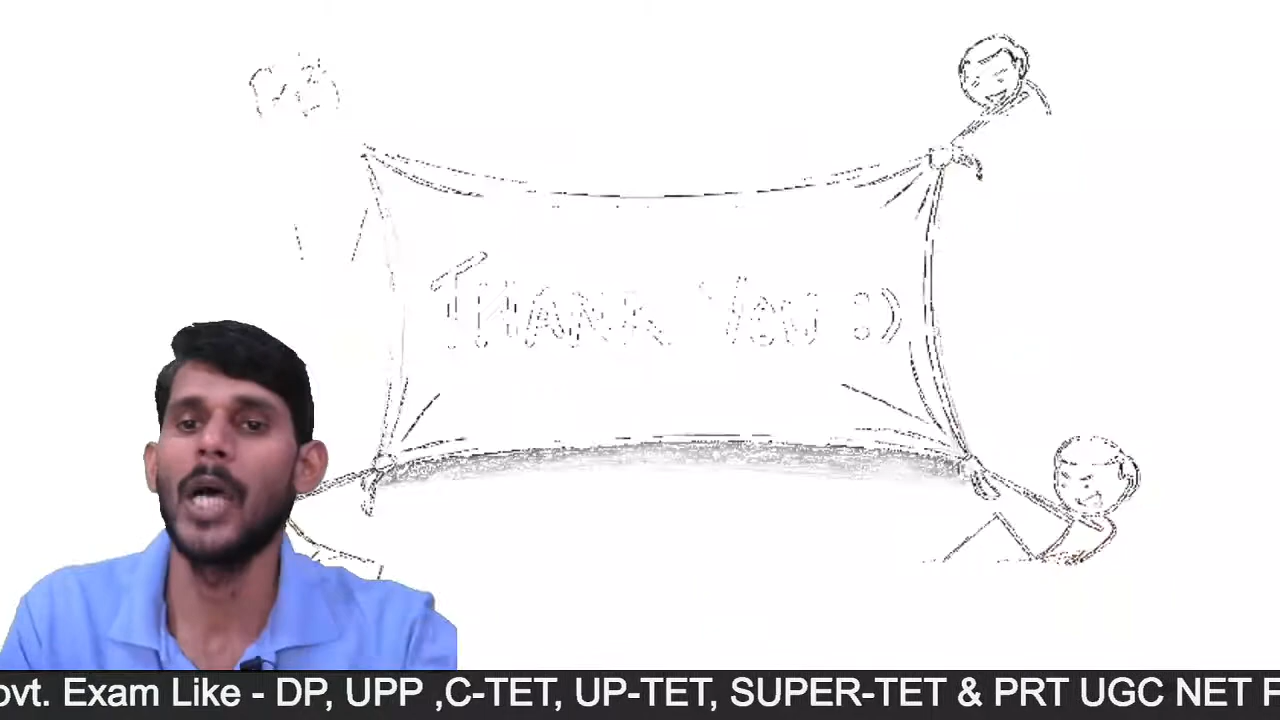 THANK YOU :)
ovt. Exam Like - DP, UPP ,C-TET, UP-TET, SUPER-TET & PRT UGC NET F